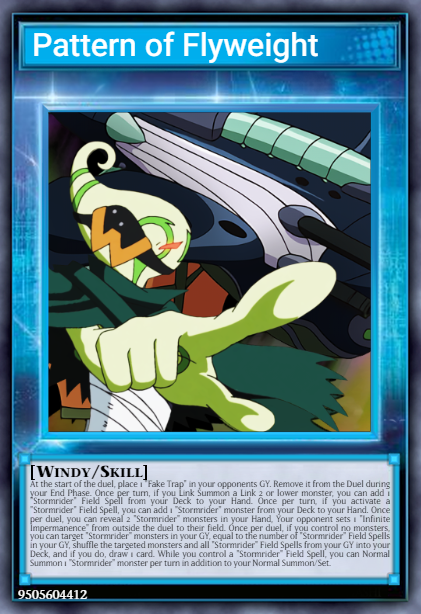 Pattern of Flyweight
[Windy/Skill]
At the start of the duel, place 1 "Fake Trap" in your opponents GY. Remove it from the Duel during
your End Phase. Once per turn, if you Link Summon a Link 2 or lower monster, you can add 1
"Stormrider" Field Spell from your Deck to your Hand. Once per turn, if you activate a
"Stormrider" Field Spell, you can add 1 "Stormrider" monster from your Deck to your Hand. Once
per duel, you can reveal 2 "Stormrider" monsters in your Hand, Your opponent sets 1 "Infinite
Impermanence" from outside the duel to their field. Once per duel, if you control no monsters,
you can target "Stormrider" monsters in your GY, equal to the number of "Stormrider" Field Spells
in your GY, shuffle the targeted monsters and all "Stormrider" Field Spells from your GY into your
Deck, and if you do, draw 1 card. While you control a "Stormrider" Field Spell, you can Normal
Summon 1 "Stormrider" monster per turn in addition to your Normal Summon/Set.
9505604412